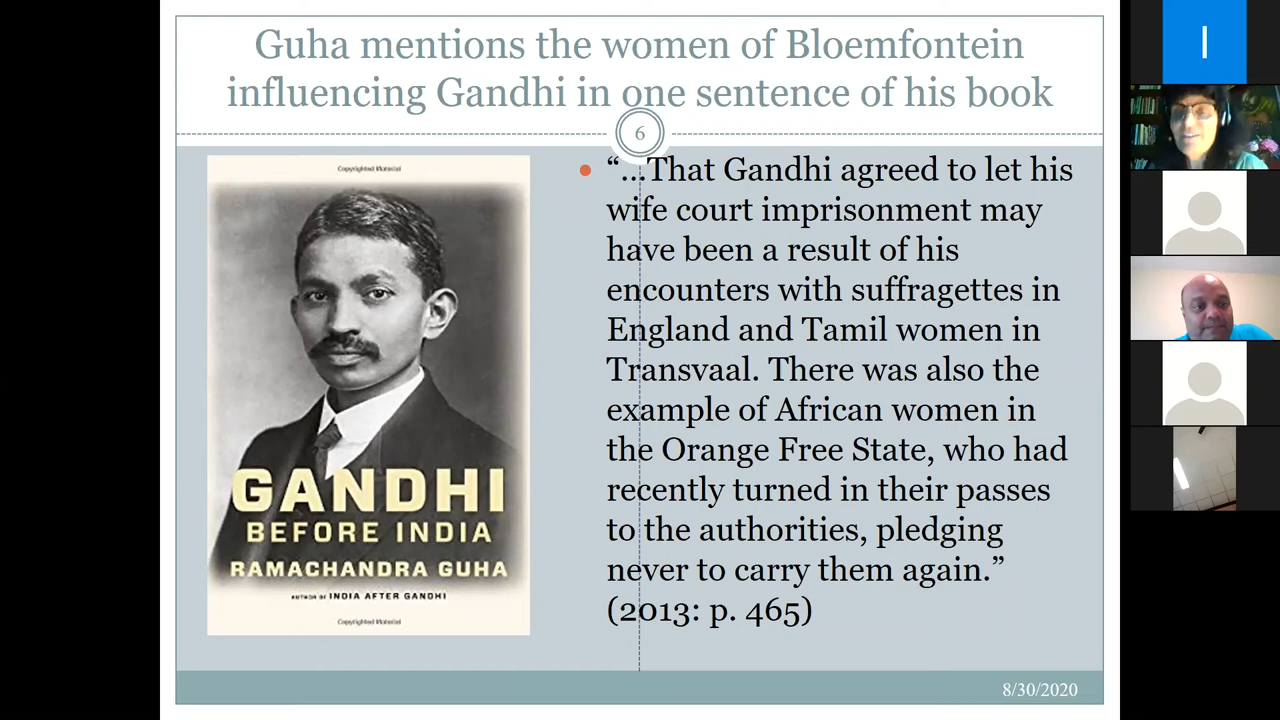 Guha mentions the women of Bloemfontein
influencing Gandhi in one sentence of his book
6
Copyrighted Material
GANDHI
BEFORE INDIA
RAMACHANDRA GUHA
AUTHOR OF INDIA AFTER GANDHI
Copyrighted Material
• “…That Gandhi agreed to let his
wife court imprisonment may
have been a result of his
encounters with suffragettes in
England and Tamil women in
Transvaal. There was also the
example of African women in
the Orange Free State, who had
recently turned in their passes
to the authorities, pledging
never to carry them again.”
(2013: p. 465)
8/30/2020
I